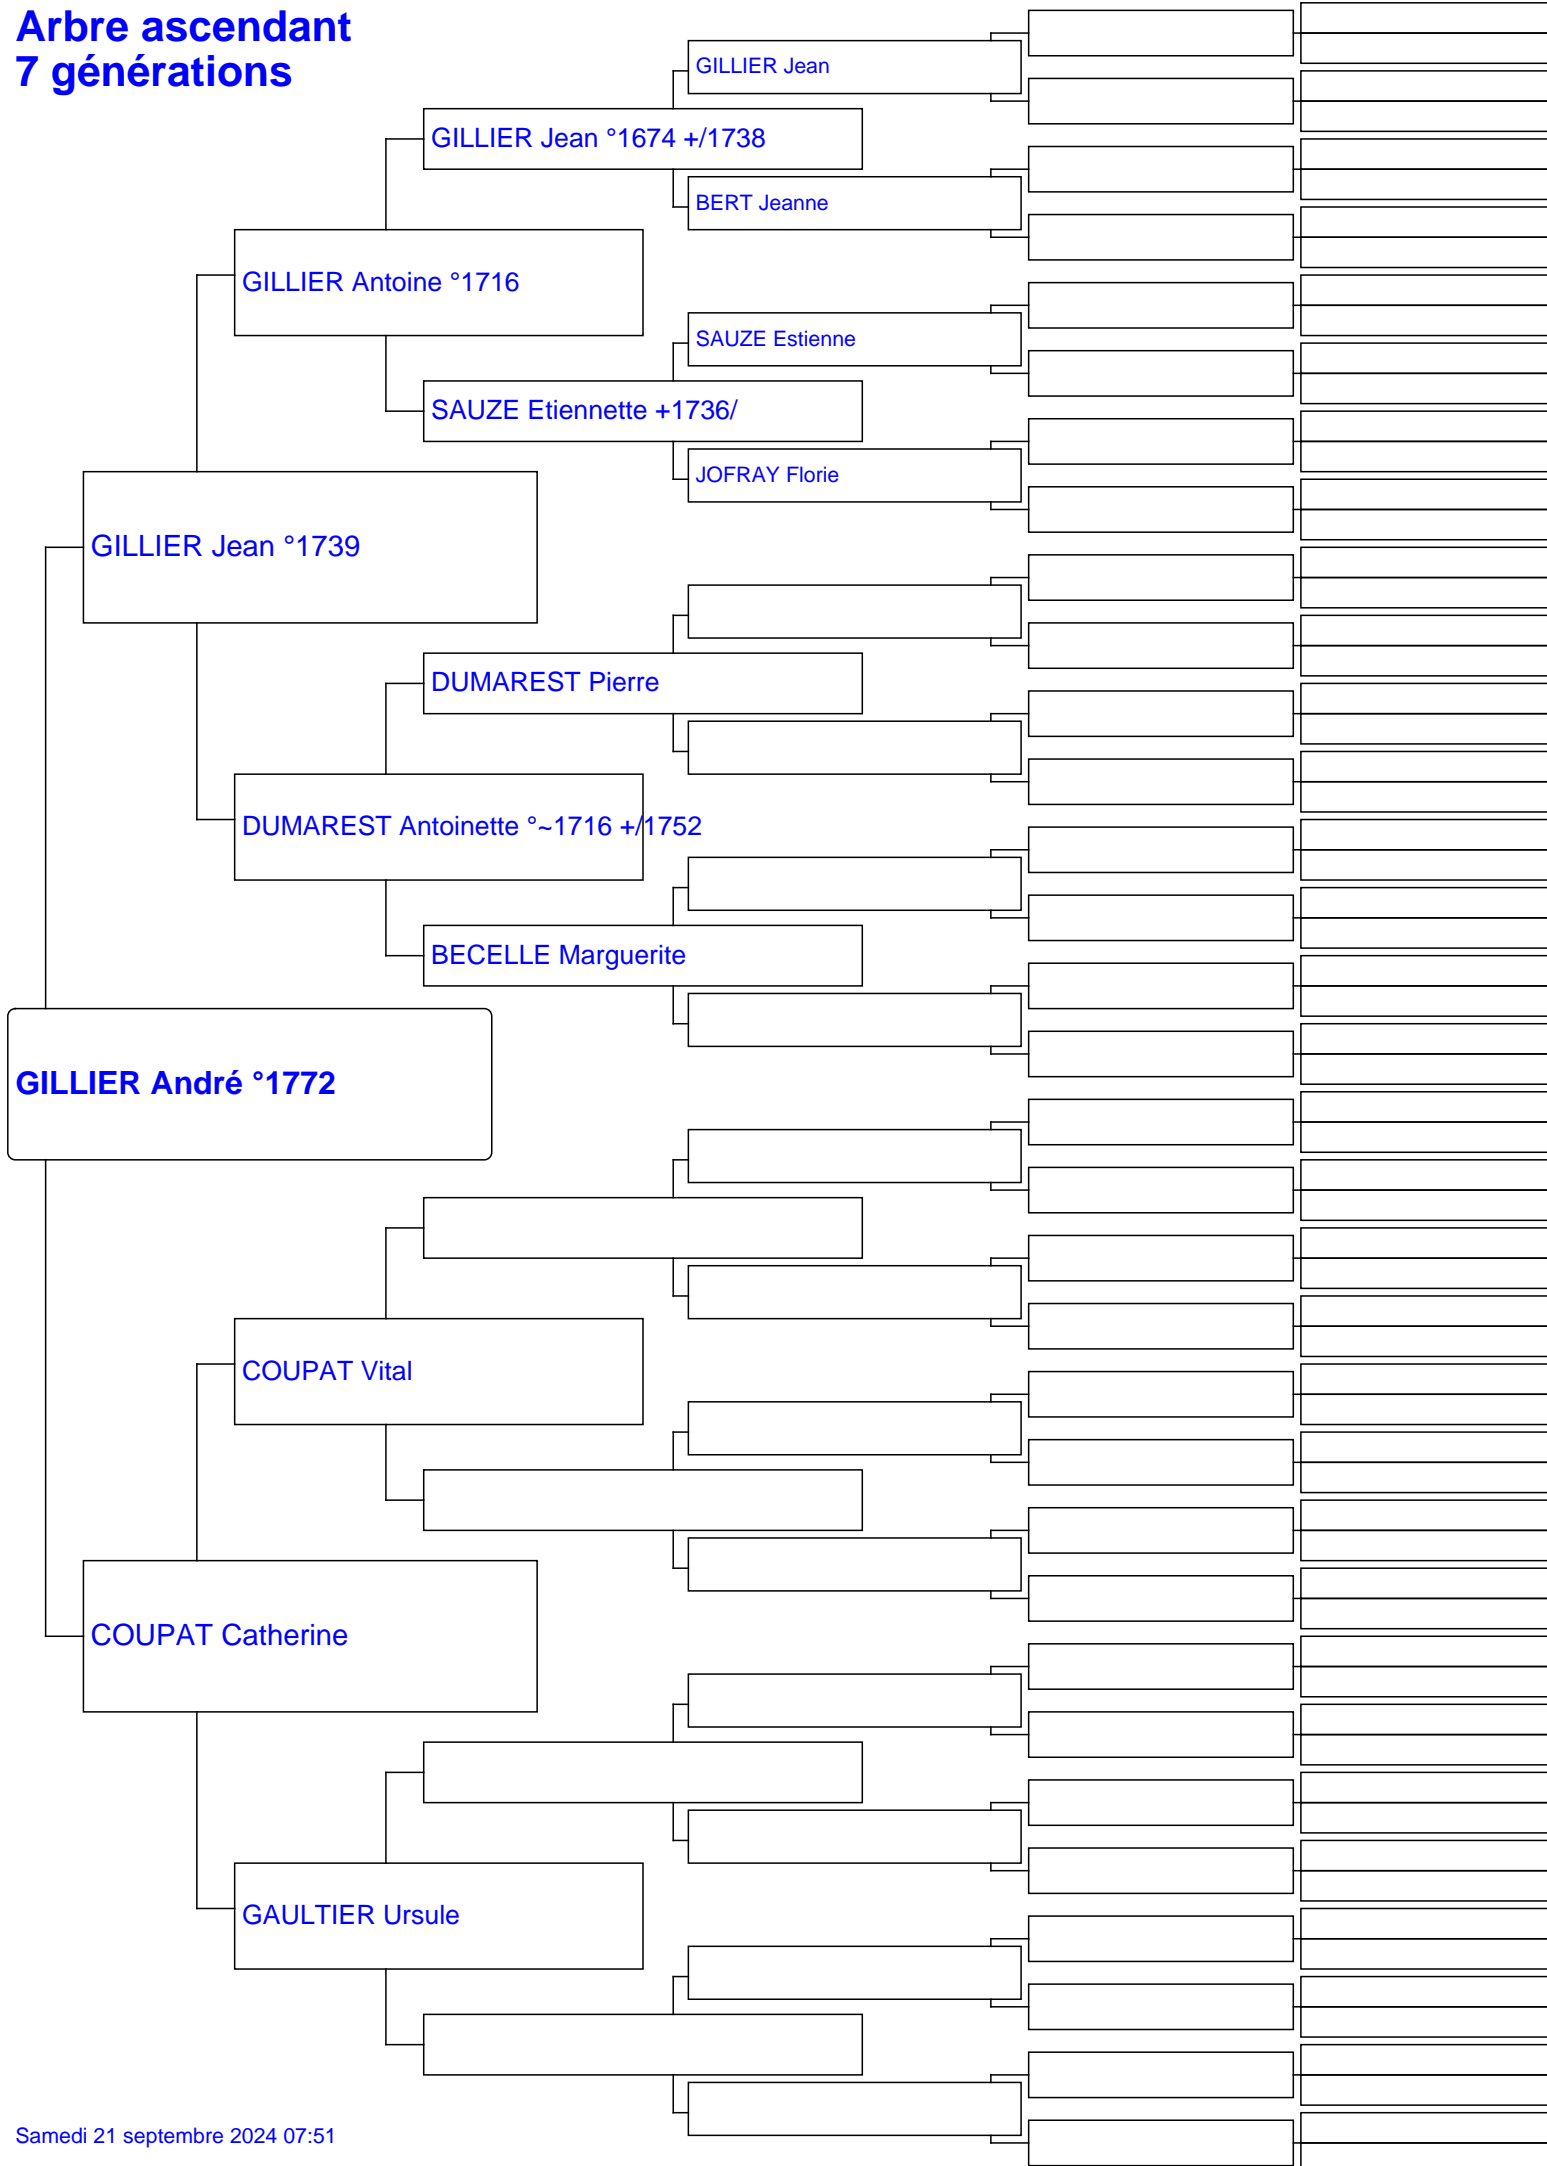 Arbre ascendant
7 générations
GILLIER Jean
GILLIER Jean °1674 +/1738
BERT Jeanne
GILLIER Antoine °1716
SAUZE Estienne
SAUZE Etiennette +1736/
JOFRAY Florie
GILLIER Jean °1739
DUMAREST Pierre
DUMAREST Antoinette °~1716 +/1752
BECELLE Marguerite
GILLIER André °1772
COUPAT Vital
COUPAT Catherine
GAULTIER Ursule
Samedi 21 septembre 2024 07:51